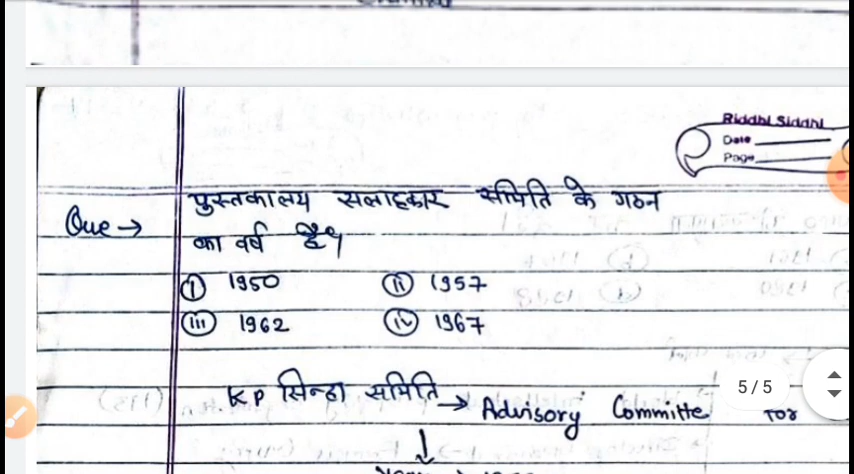 Riddhi Siddhi
Date
Page
Que → पुस्तकालय सलाहकार समिति के गठन
का वर्ष है?
(i) 1950 (ii) 1957
(iii) 1962 (iv) 1967
KP सिन्हा समिति → Advisory Committe
5/5